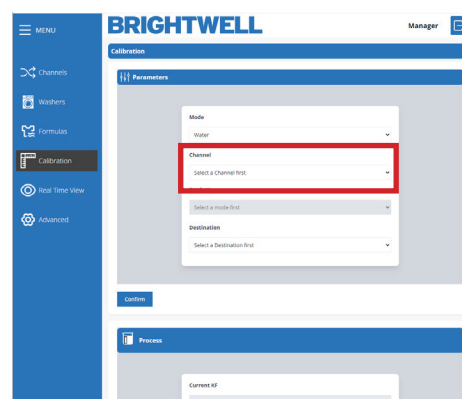 MENU
BRIGHTWELL
Manager
Calibration
Channels
Parameters
Washers
Mode
Water
Formulas
Channel
Calibration
Select a Channel first
Real Time View
Select a mode first
Advanced
Destination
Select a Destination first
Confirm
Process
Current KF